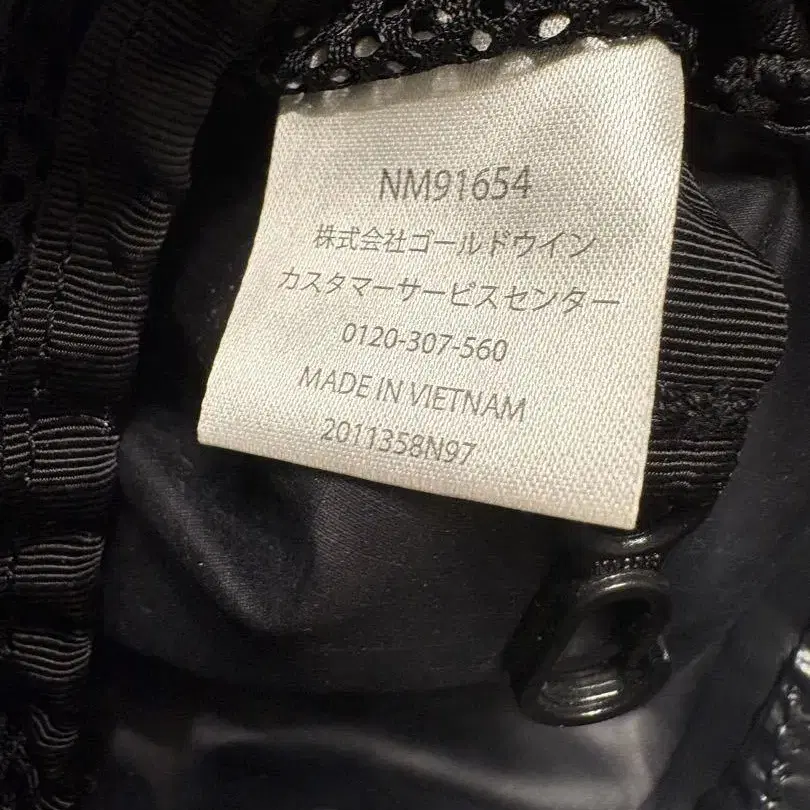 NM91654
株式会社ゴールドウイン
カスタマーサービスセンター
0120-307-560
MADE IN VIETNAM
2011358N97